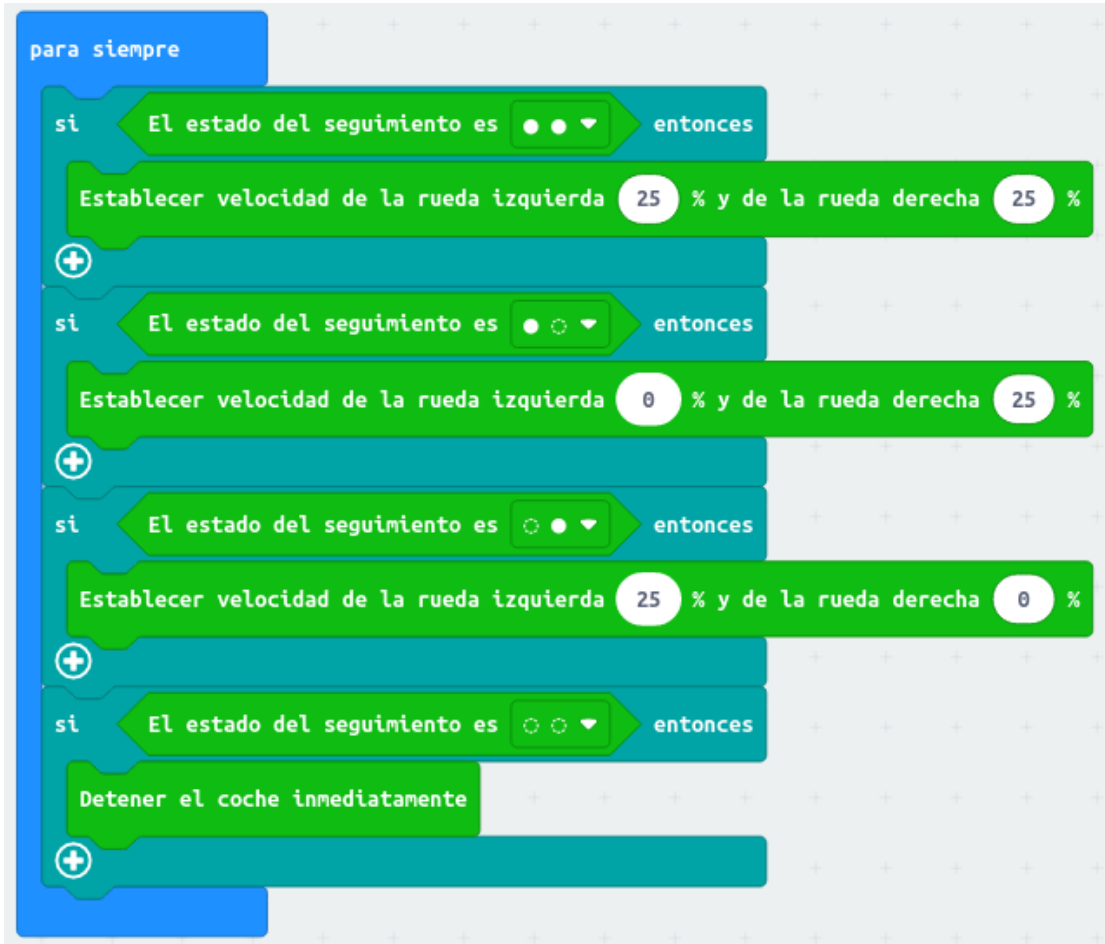 para siempre
si El estado del seguimiento es entonces
Establecer velocidad de la rueda izquierda 25 % y de la rueda derecha 25 %
si El estado del seguimiento es entonces
Establecer velocidad de la rueda izquierda 0 % y de la rueda derecha 25 %
si El estado del seguimiento es entonces
Establecer velocidad de la rueda izquierda 25 % y de la rueda derecha 0 %
si El estado del seguimiento es entonces
Detener el coche inmediatamente